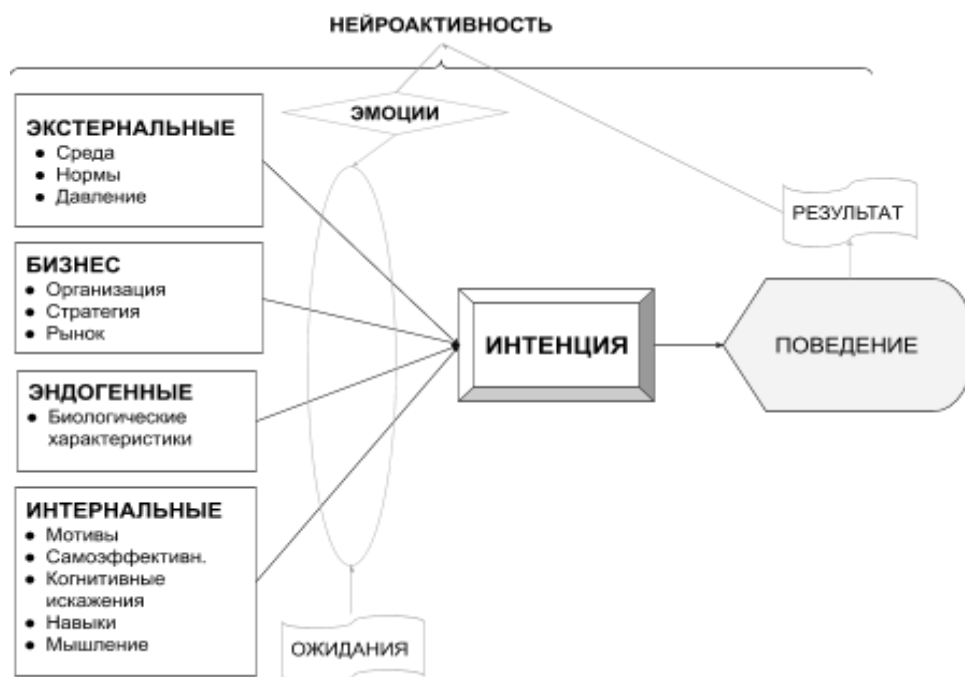 НЕЙРОАКТИВНОСТЬ
ЭМОЦИИ
ЭКСТЕРНАЛЬНЫЕ
● Среда
● Нормы
● Давление
БИЗНЕС
● Организация
● Стратегия
● Рынок
ЭНДОГЕННЫЕ
● Биологические
характеристики
ИНТЕРНАЛЬНЫЕ
● Мотивы
● Самоэффективн.
● Когнитивные
искажения
● Навыки
● Мышление
ОЖИДАНИЯ
ИНТЕНЦИЯ
ПОВЕДЕНИЕ
РЕЗУЛЬТАТ